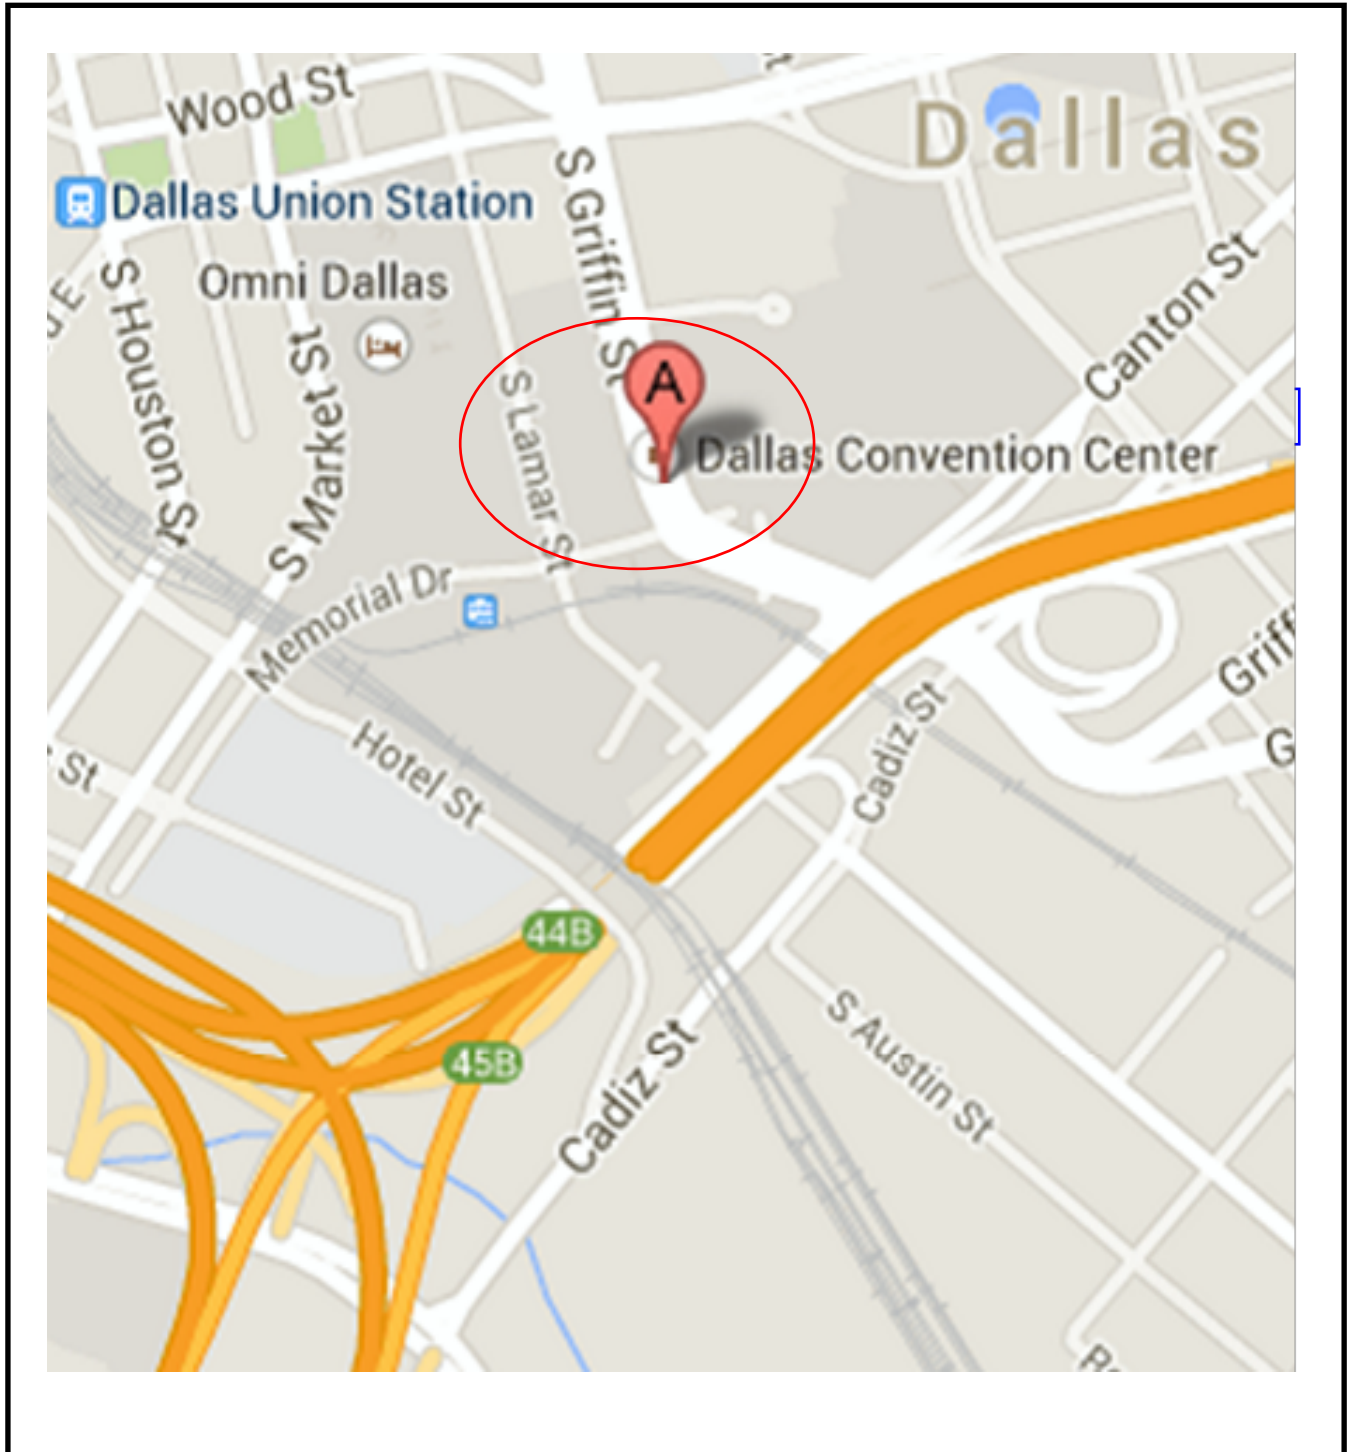 Wood St
Dallas
Dallas Union Station
S Griffin St
Omni Dallas
S Houston St
S Market St
Canton St
A
S Lamar St
Dallas Convention Center
Memorial Dr
Griff
Cadiz St
G
St
Hotel St
44B
S Austin St
45B
Cadiz St